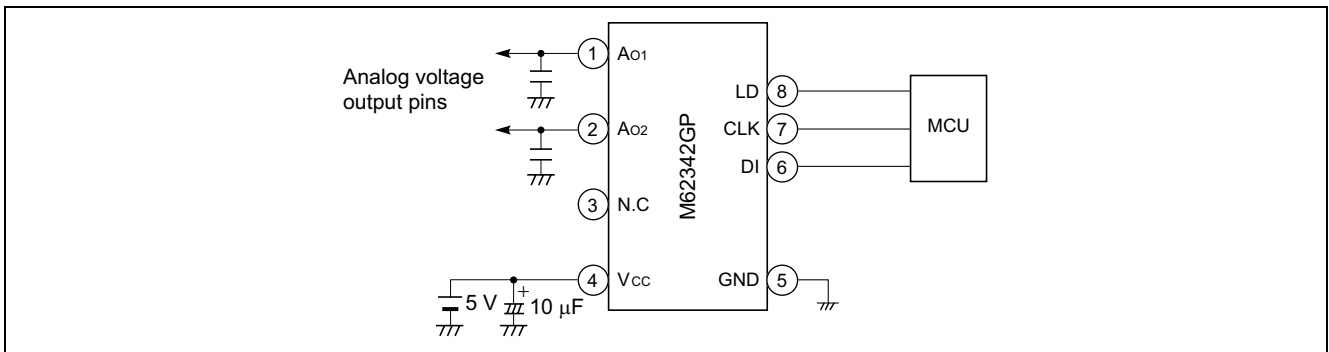 Analog voltage
output pins
1 AO1
2 AO2
3 N.C
4 VCC
5 V
+
10 μF
M62342GP
LD 8
CLK 7
DI 6
GND 5
MCU